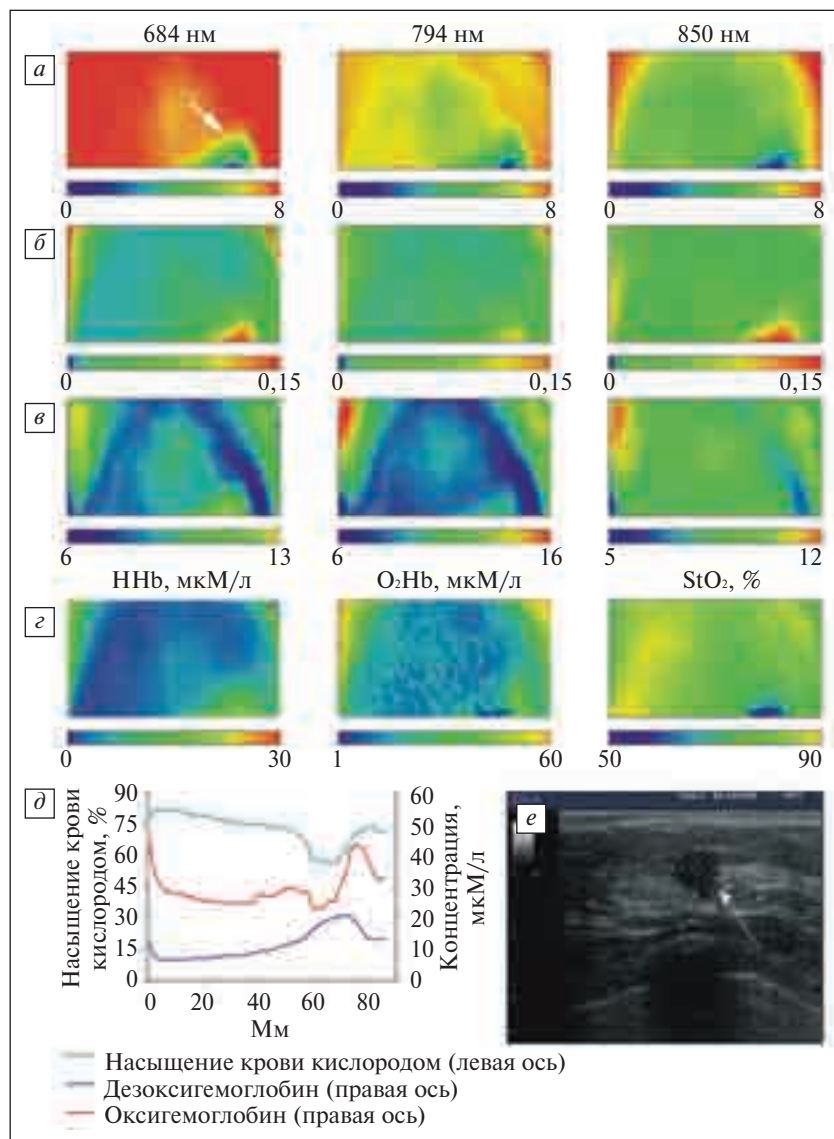 684 нм 794 нм 850 нм
а
0 8 0 8 0 8
б
0 0,15 0 0,15 0 0,15
в
6 13 6 16 5 12
HHb, мкМ/л O₂Hb, мкМ/л StO₂, %
г
0 30 1 60 50 90
д
Насыщение крови
кислородом, %
90
75
60
45
30
15
0
60
50
40
30
20
10
0
Концентрация,
мкМ/л
0 20 40 60 80
Мм
е
Насыщение крови кислородом (левая ось)
Дезоксигемоглобин (правая ось)
Оксигемоглобин (правая ось)